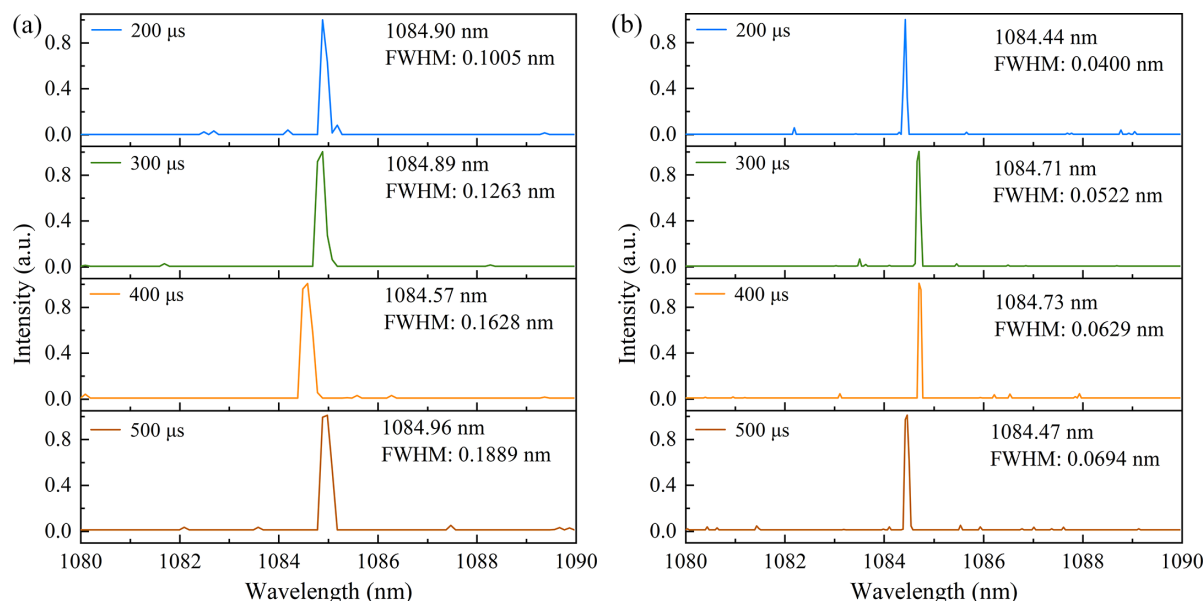 (a)
Intensity (a.u.)
200 μs
1084.90 nm
FWHM: 0.1005 nm
0.8
0.4
0.0
300 μs
1084.89 nm
FWHM: 0.1263 nm
0.8
0.4
0.0
400 μs
1084.57 nm
FWHM: 0.1628 nm
0.8
0.4
0.0
500 μs
1084.96 nm
FWHM: 0.1889 nm
0.8
0.4
0.0
1080 1082 1084 1086 1088 1090
Wavelength (nm)
(b)
Intensity (a.u.)
200 μs
1084.44 nm
FWHM: 0.0400 nm
0.8
0.4
0.0
300 μs
1084.71 nm
FWHM: 0.0522 nm
0.8
0.4
0.0
400 μs
1084.73 nm
FWHM: 0.0629 nm
0.8
0.4
0.0
500 μs
1084.47 nm
FWHM: 0.0694 nm
0.8
0.4
0.0
1080 1082 1084 1086 1088 1090
Wavelength (nm)